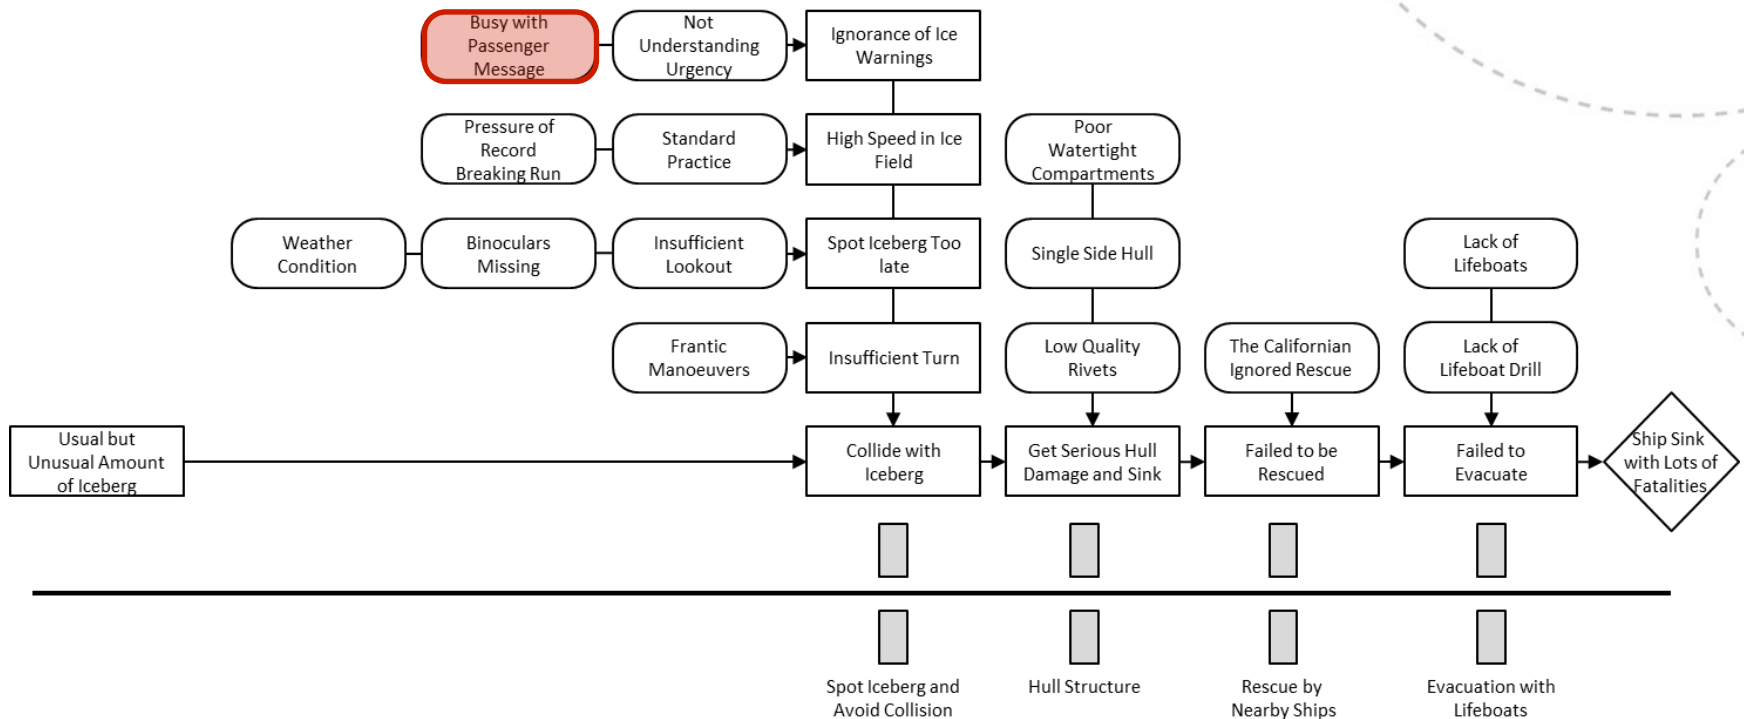 Busy with
Passenger
Message
Not
Understanding
Urgency
Ignorance of Ice
Warnings
Pressure of
Record
Breaking Run
Standard
Practice
High Speed in Ice
Field
Poor
Watertight
Compartments
Weather
Condition
Binoculars
Missing
Insufficient
Lookout
Spot Iceberg Too
late
Single Side Hull
Lack of
Lifeboats
Frantic
Manoeuvers
Insufficient Turn
Low Quality
Rivets
The Californian
Ignored Rescue
Lack of
Lifeboat Drill
Usual but
Unusual Amount
of Iceberg
Collide with
Iceberg
Get Serious Hull
Damage and Sink
Failed to be
Rescued
Failed to
Evacuate
Ship Sink
with Lots of
Fatalities
Spot Iceberg and
Avoid Collision
Hull Structure
Rescue by
Nearby Ships
Evacuation with
Lifeboats